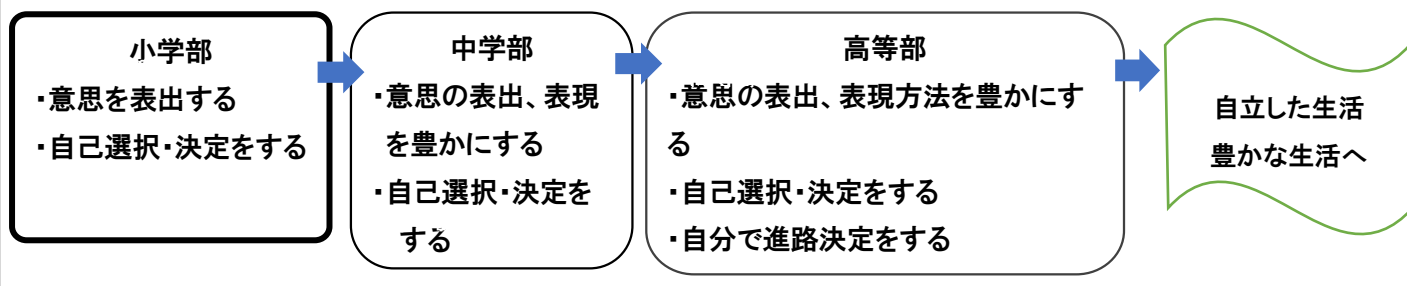 小学部
・意思を表出する
・自己選択・決定をする
中学部
・意思の表出、表現
を豊かにする
・自己選択・決定を
する
高等部
・意思の表出、表現方法を豊かにす
る
・自己選択・決定をする
・自分で進路決定をする
自立した生活
豊かな生活へ